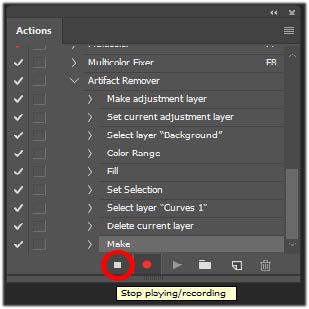 Actions
Multicolor Fixer F8
Artifact Remover
Make adjustment layer
Set current adjustment layer
Select layer "Background"
Color Range
Fill
Set Selection
Select layer "Curves 1"
Delete current layer
Make
Stop playing/recording